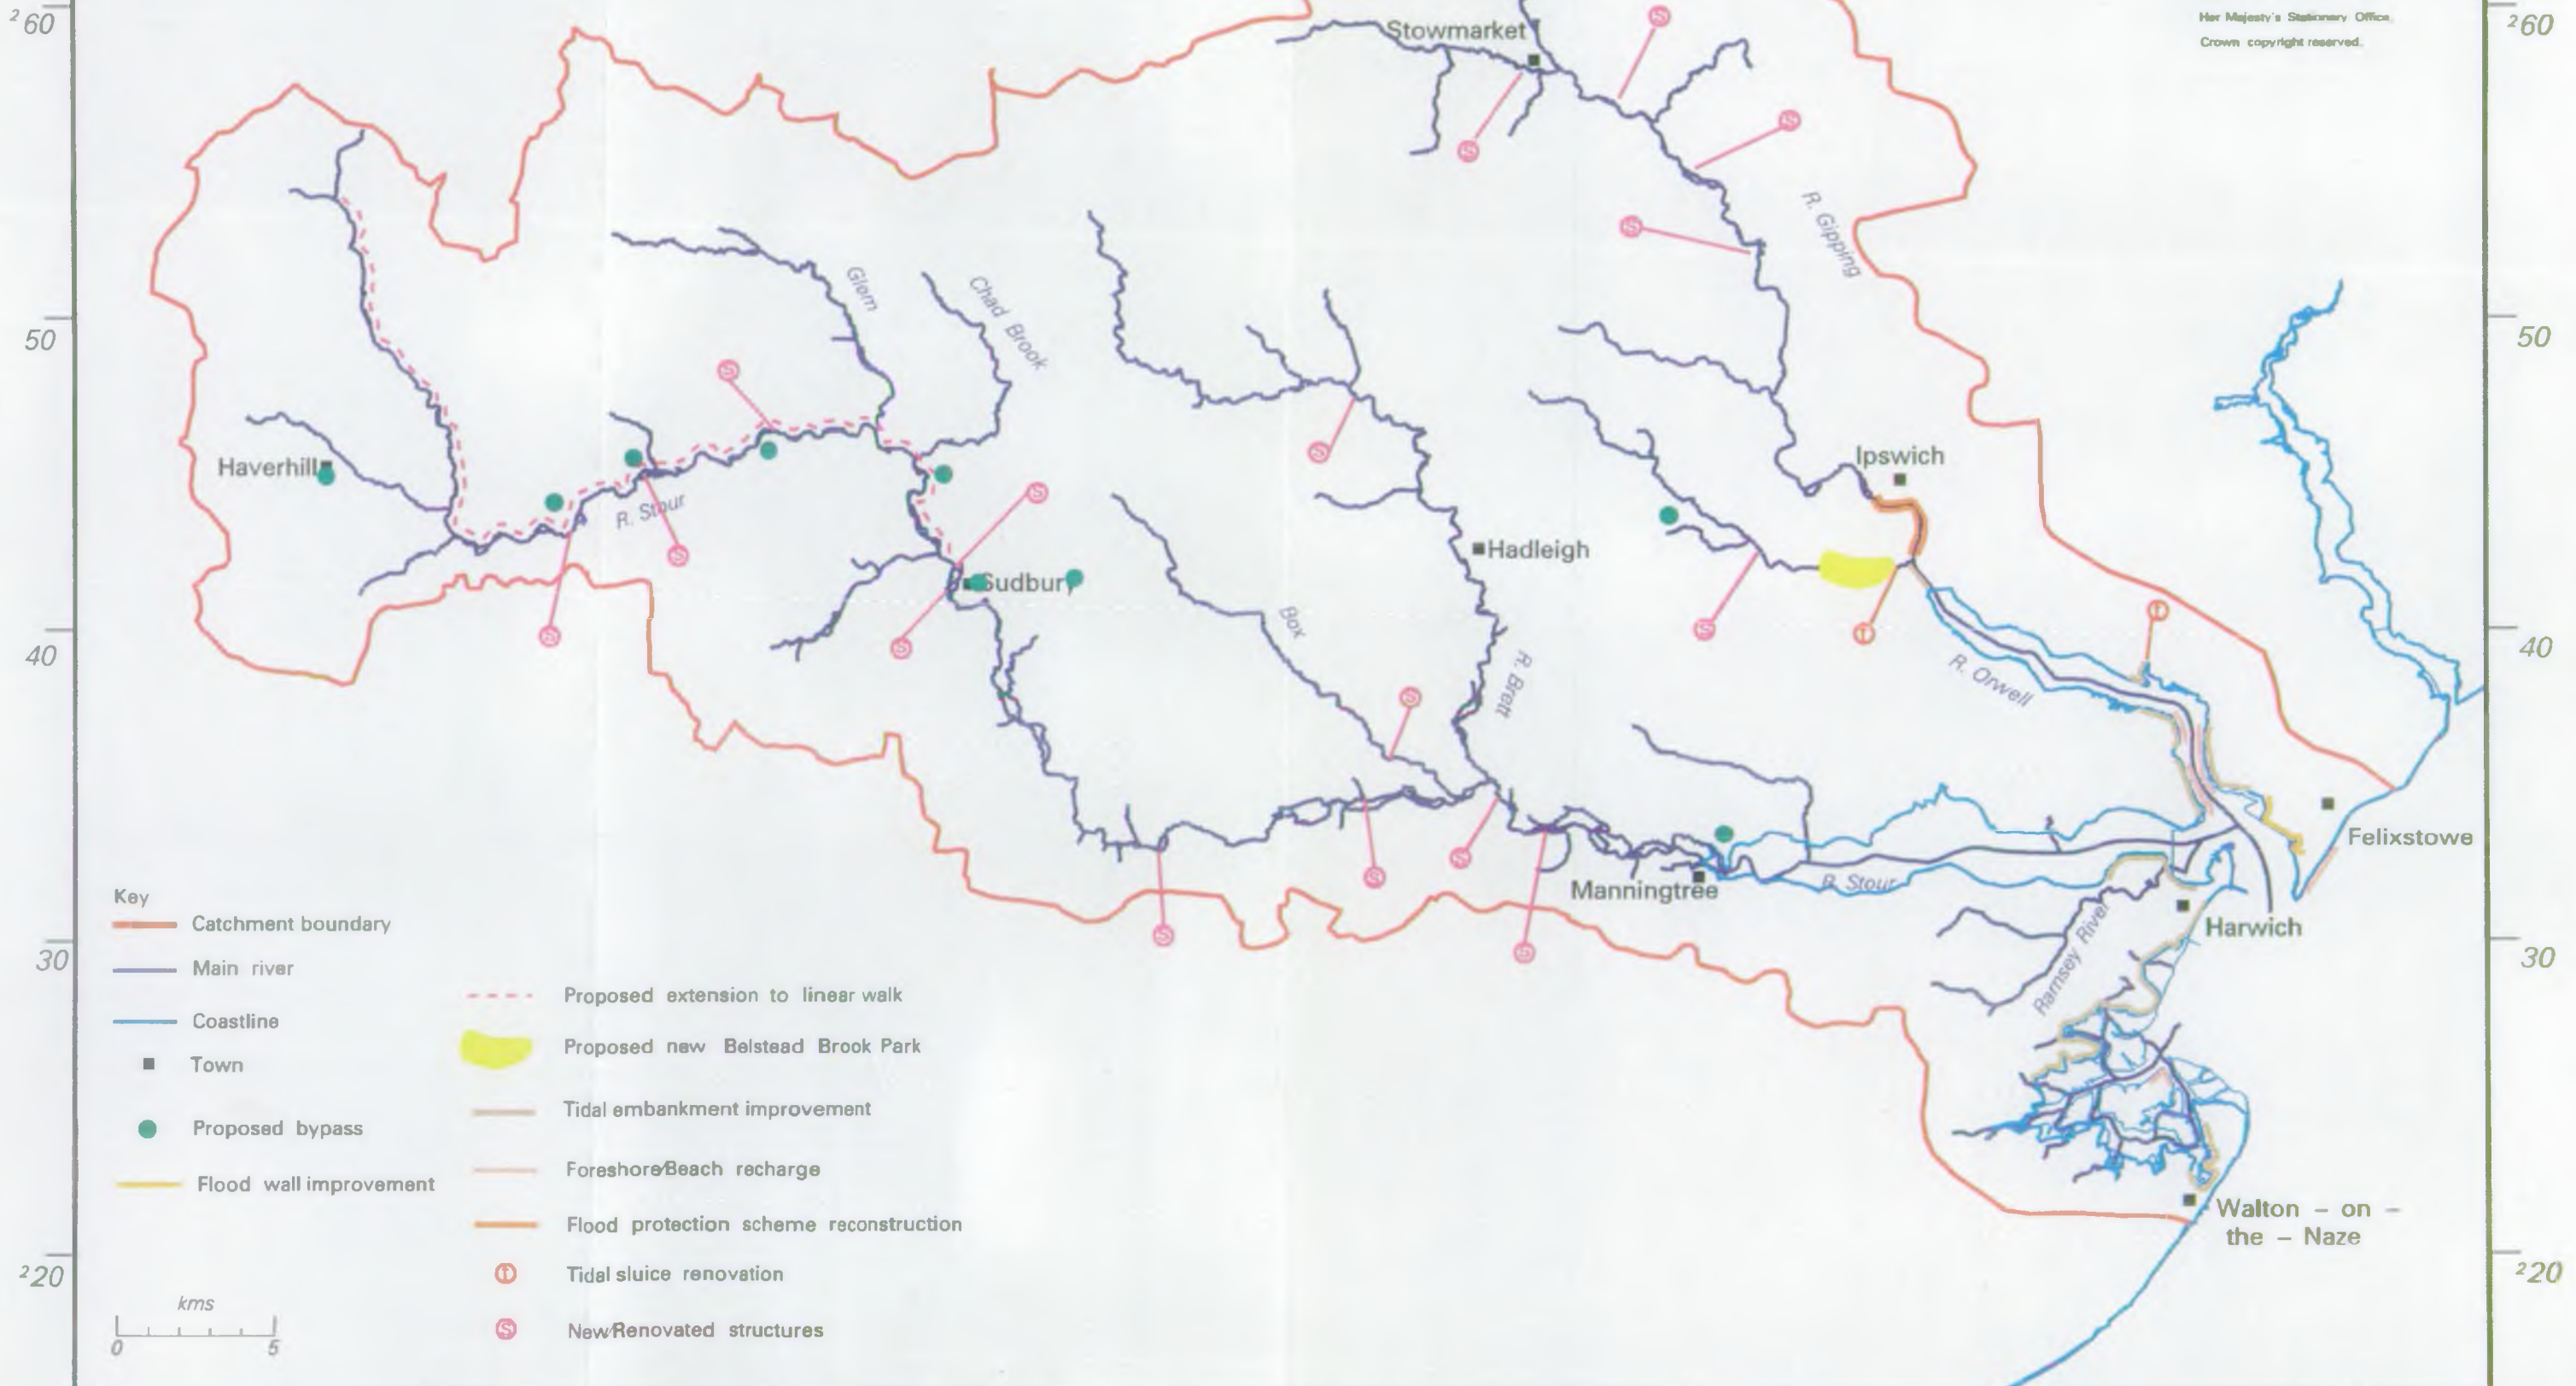 ²60
Stowmarket
Her Majesty's Stationery Office
Crown copyright reserved.
²60
R. Gipping
Glem
Chad Brook
50
50
Haverhill
Ipswich
R. Stour
Hadleigh
Sudbury
Box
R. Brett
R. Orwell
40
40
Felixstowe
Manningtree
R. Stour
Key
Catchment boundary
Harwich
Ramsey River
30
30
Main river
Proposed extension to linear walk
Coastline
Proposed new Belstead Brook Park
Town
Tidal embankment improvement
Proposed bypass
Foreshore/Beach recharge
Flood wall improvement
Walton - on -
the - Naze
Flood protection scheme reconstruction
²20
²20
T Tidal sluice renovation
kms
S New/Renovated structures
0 5